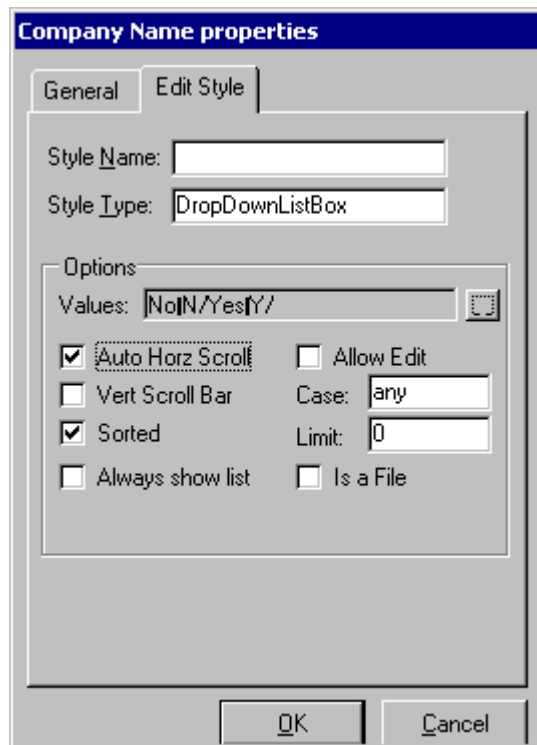 Company Name properties
General Edit Style
Style Name:
Style Type: DropDownListBox
Options
Values: No|N/Yes|Y/
Auto Horz Scroll Allow Edit
Vert Scroll Bar Case: any
Sorted Limit: 0
Always show list Is a File
OK Cancel